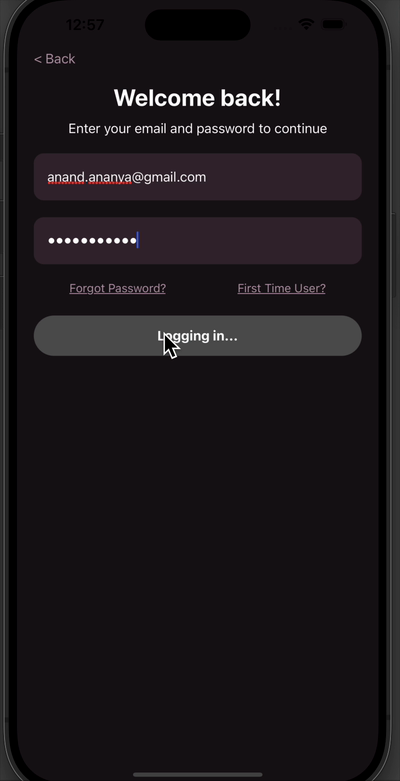 12:57
< Back
Welcome back!
Enter your email and password to continue
anand.ananya@gmail.com
•••••••••••
Forgot Password? First Time User?
Logging in...